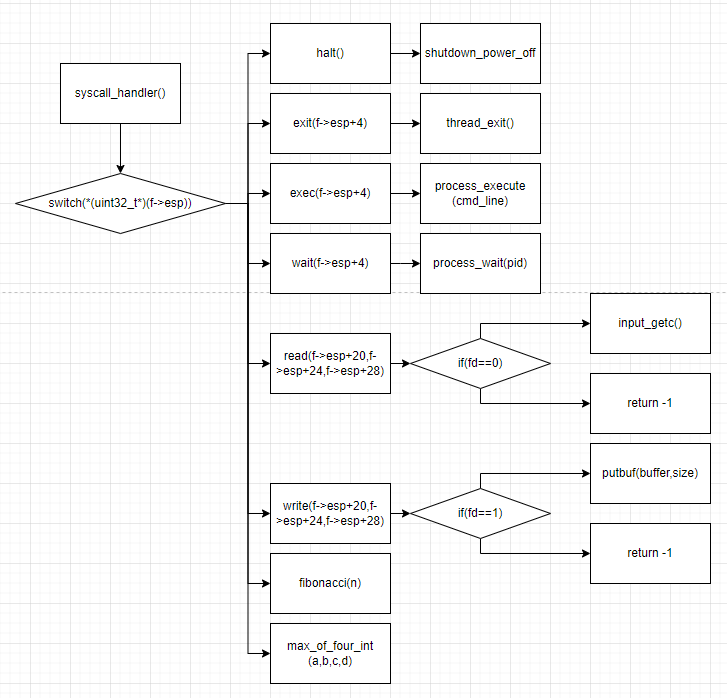 halt()
shutdown_power_off
syscall_handler()
exit(f->esp+4)
thread_exit()
switch(*(uint32_t*)(f->esp))
exec(f->esp+4)
process_execute
(cmd_line)
wait(f->esp+4)
process_wait(pid)
read(f->esp+20,f-
>esp+24,f->esp+28)
if(fd==0)
input_getc()
return -1
write(f->esp+20,f-
>esp+24,f->esp+28)
if(fd==1)
putbuf(buffer,size)
return -1
fibonacci(n)
max_of_four_int
(a,b,c,d)